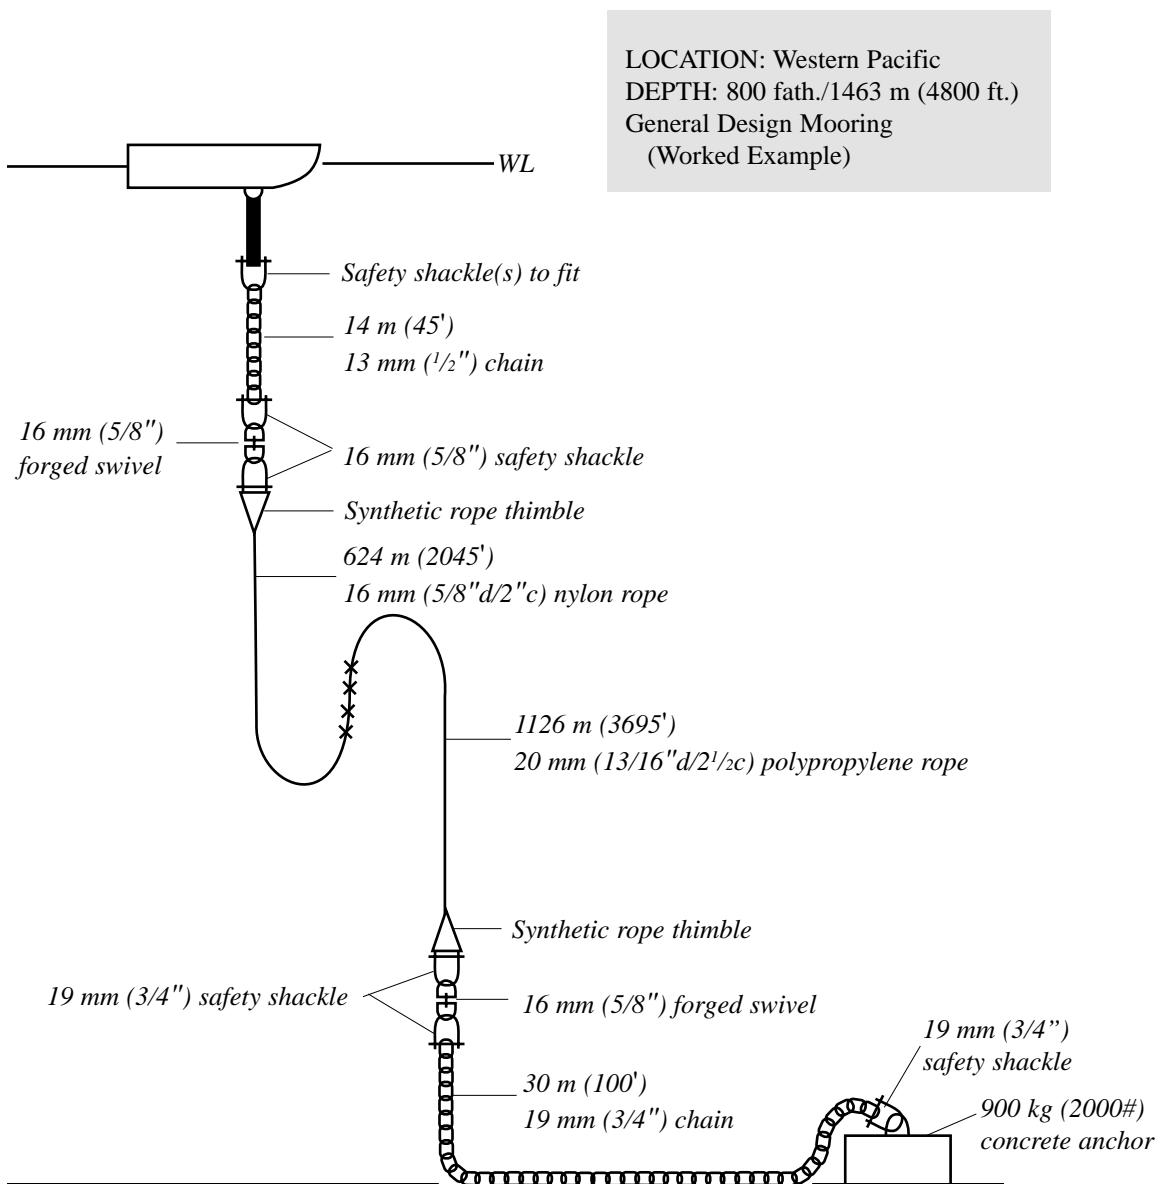 LOCATION: Western Pacific
DEPTH: 800 fath./1463 m (4800 ft.)
General Design Mooring
(Worked Example)
WL
Safety shackle(s) to fit
14 m (45')
13 mm (1/2") chain
16 mm (5/8")
forged swivel
16 mm (5/8") safety shackle
Synthetic rope thimble
624 m (2045')
16 mm (5/8"d/2"c) nylon rope
1126 m (3695')
20 mm (13/16"d/2 1/2c) polypropylene rope
Synthetic rope thimble
19 mm (3/4") safety shackle
16 mm (5/8") forged swivel
19 mm (3/4”)
safety shackle
30 m (100')
19 mm (3/4") chain
900 kg (2000#)
concrete anchor